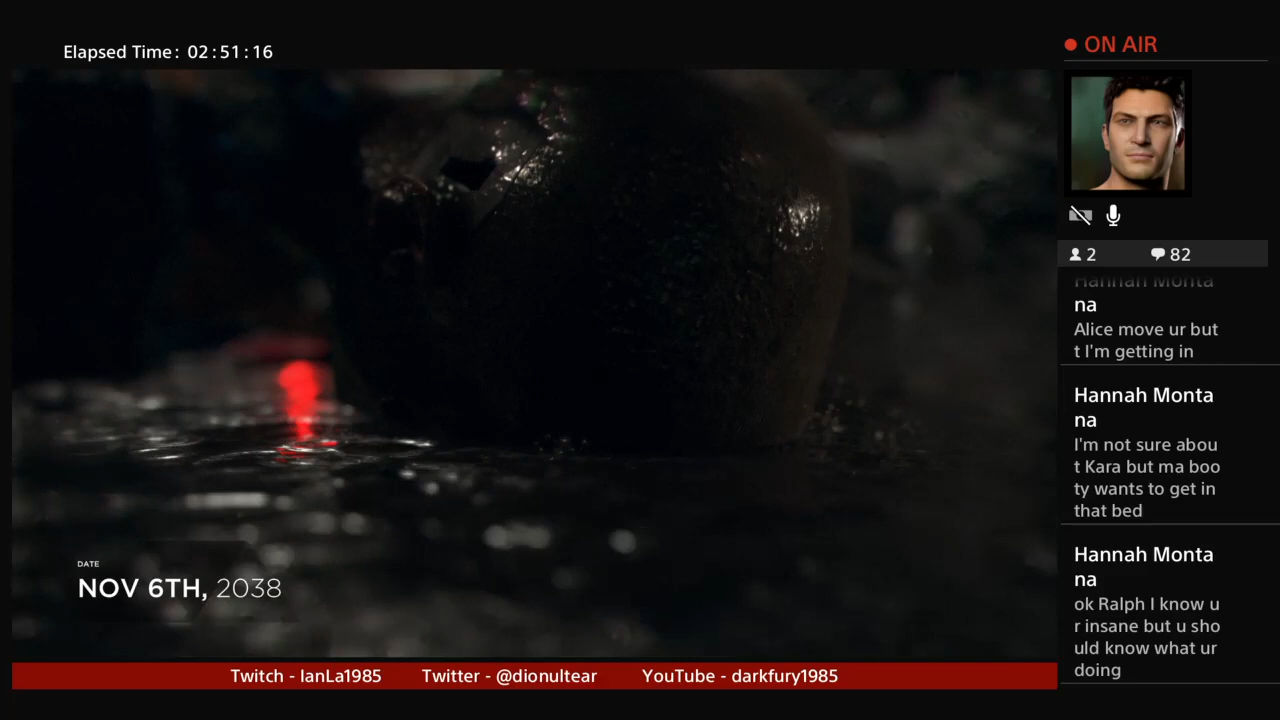 Elapsed Time: 02:51:16
ON AIR
2 82
Hannah Monta
na
Alice move ur but
t I'm getting in
Hannah Monta
na
I'm not sure abou
t Kara but ma boo
ty wants to get in
that bed
Hannah Monta
na
ok Ralph I know u
r insane but u sho
uld know what ur
doing
DATE
NOV 6TH, 2038
Twitch - IanLa1985 Twitter - @dionultear YouTube - darkfury1985